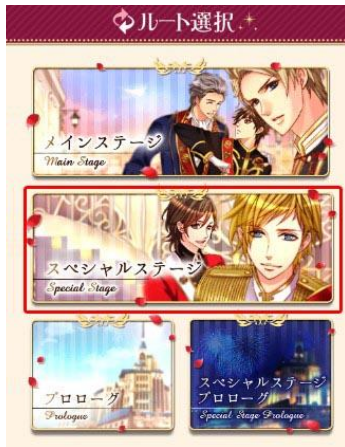 ルート選択
メインステージ
Main Stage
スペシャルステージ
Special Stage
プロローグ
Prologue
スペシャルステージ
プロローグ
Special Stage Prologue